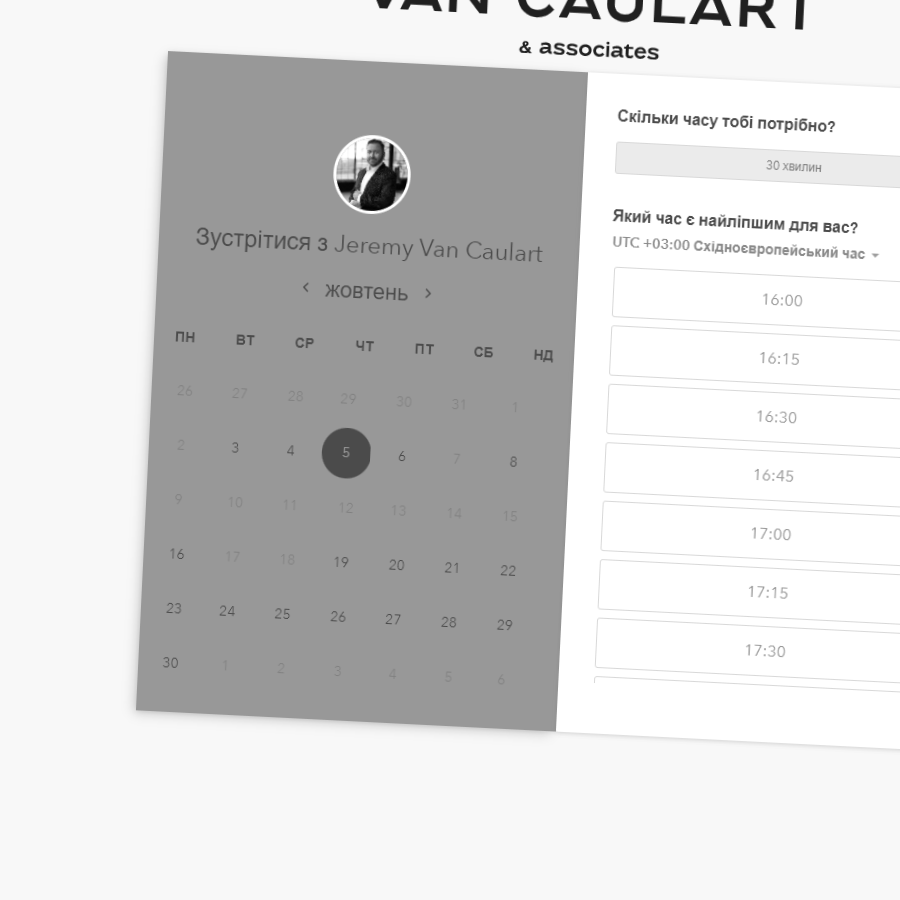 VAN CAULART
& associates
Зустрітися з Jeremy Van Caulart
жовтень
ПН ВТ СР ЧТ ПТ СБ НД
26 27 28 29 30 31 1
2 3 4 5 6 7 8
9 10 11 12 13 14 15
16 17 18 19 20 21 22
23 24 25 26 27 28 29
30 1 2 3 4 5 6
Скільки часу тобі потрібно?
30 хвилин
Який час є найліпшим для вас?
UTC +03:00 Східноєвропейський час
16:00
16:15
16:30
16:45
17:00
17:15
17:30